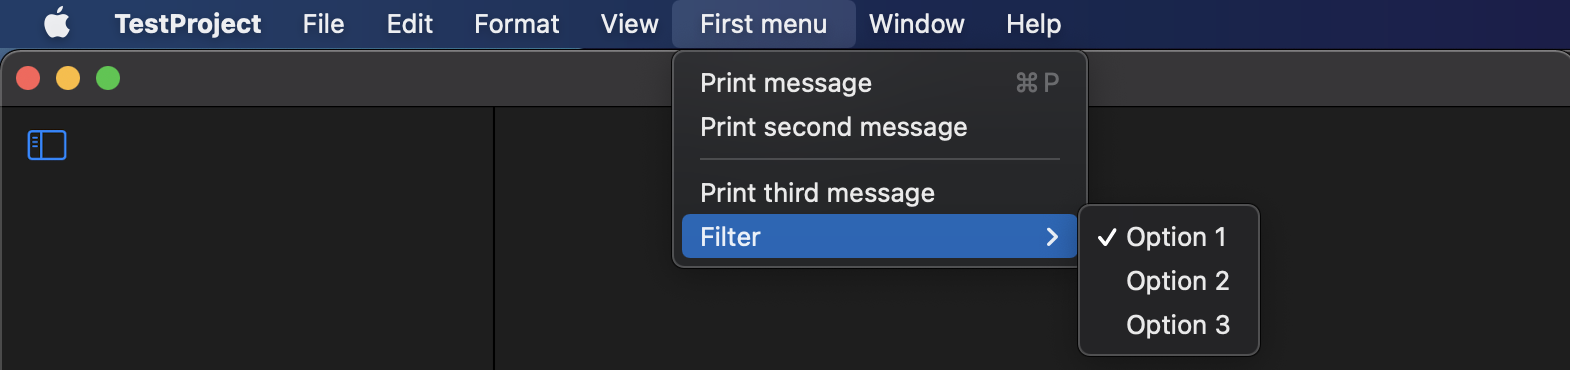 TestProject File Edit Format View First menu Window Help
Print message ⌘ P
Print second message
Print third message
Filter
Option 1
Option 2
Option 3